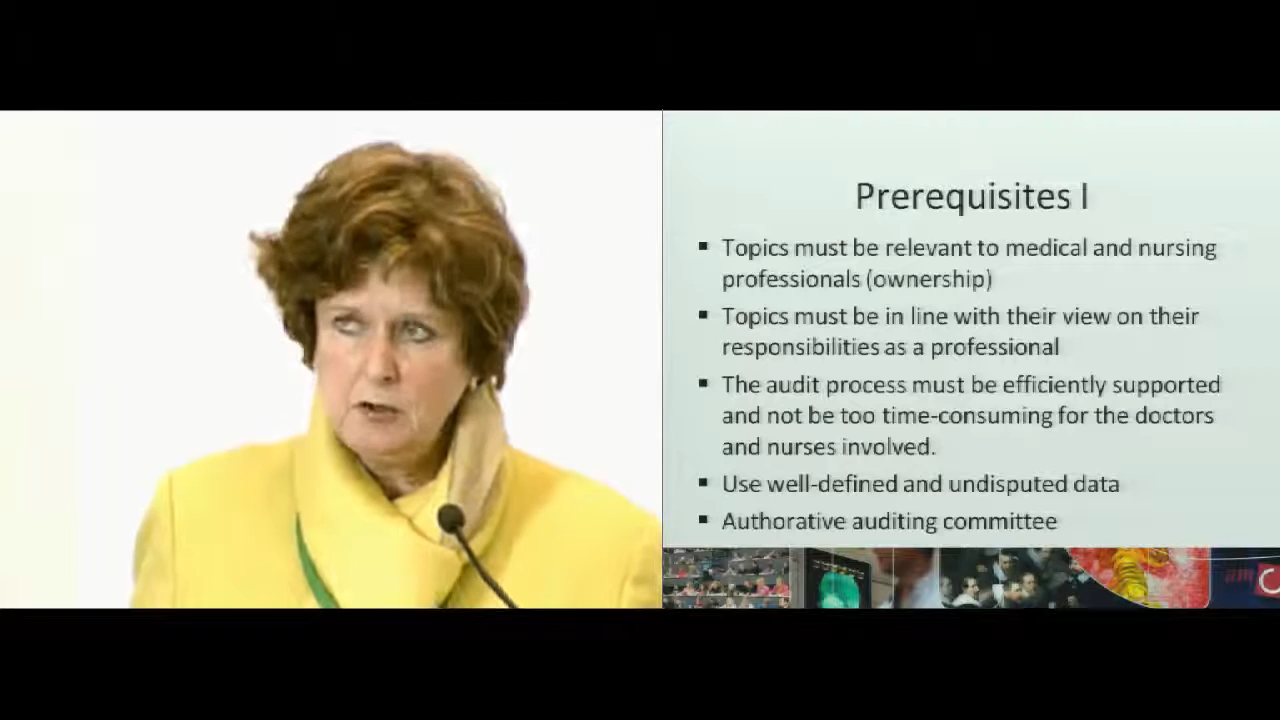 Prerequisites I
▪ Topics must be relevant to medical and nursing
professionals (ownership)
▪ Topics must be in line with their view on their
responsibilities as a professional
▪ The audit process must be efficiently supported
and not be too time-consuming for the doctors
and nurses involved.
▪ Use well-defined and undisputed data
▪ Authorative auditing committee